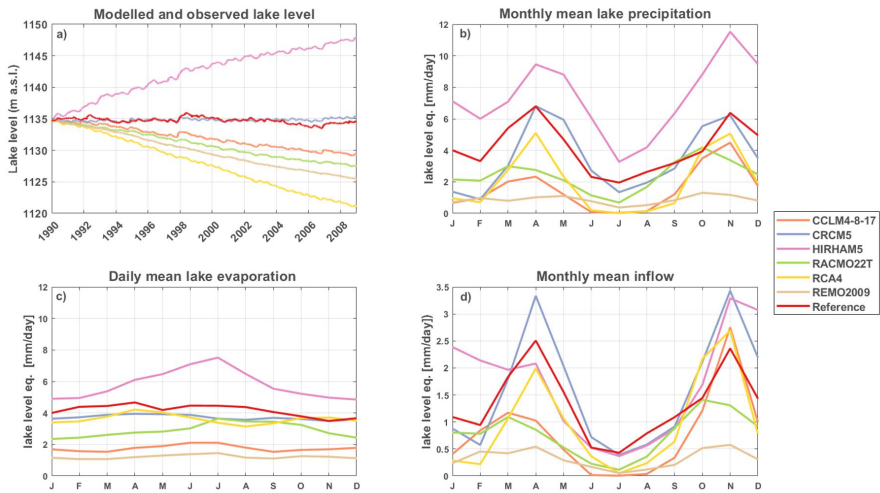 Modelled and observed lake level
a)
Lake level (m a.s.l.)
1150
1145
1140
1135
1130
1125
1120
1990
1992
1994
1996
1998
2000
2002
2004
2006
2008
Monthly mean lake precipitation
b)
lake level eq. [mm/day]
12
10
8
6
4
2
0
J F M A M J J A S O N D
Daily mean lake evaporation
c)
lake level eq. [mm/day]
12
10
8
6
4
2
0
J F M A M J J A S O N D
Monthly mean inflow
d)
lake level eq. [mm/day])
3.5
3
2.5
2
1.5
1
0.5
0
J F M A M J J A S O N D
CCLM4-8-17
CRCM5
HIRHAM5
RACMO22T
RCA4
REMO2009
Reference